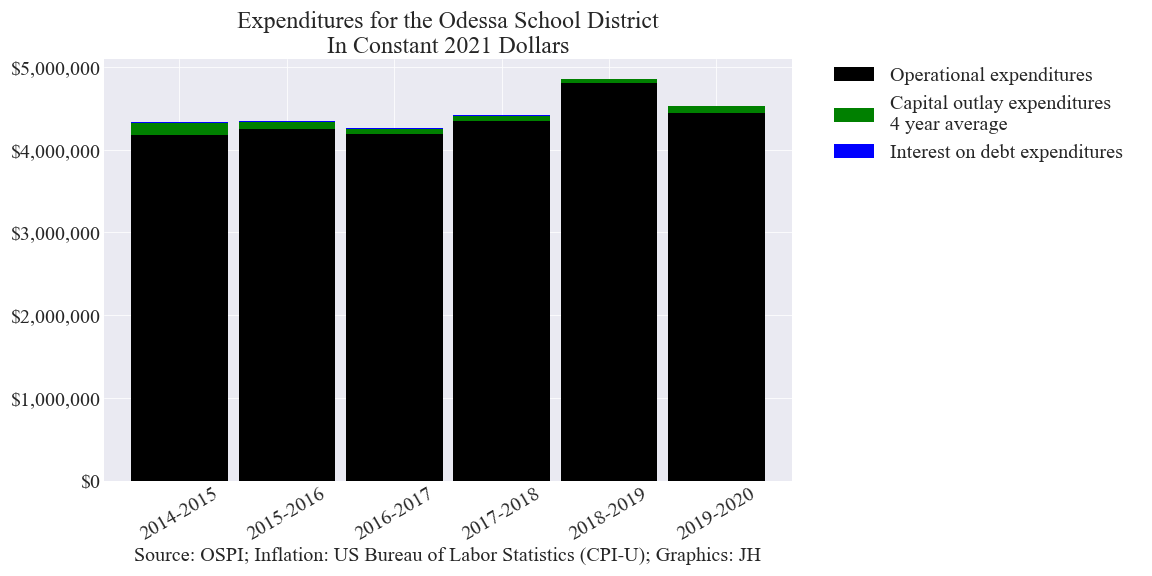 Expenditures for the Odessa School District
In Constant 2021 Dollars
$5,000,000
$4,000,000
$3,000,000
$2,000,000
$1,000,000
$0
2014-2015
2015-2016
2016-2017
2017-2018
2018-2019
2019-2020
Source: OSPI; Inflation: US Bureau of Labor Statistics (CPI-U); Graphics: JH
Operational expenditures
Capital outlay expenditures
4 year average
Interest on debt expenditures